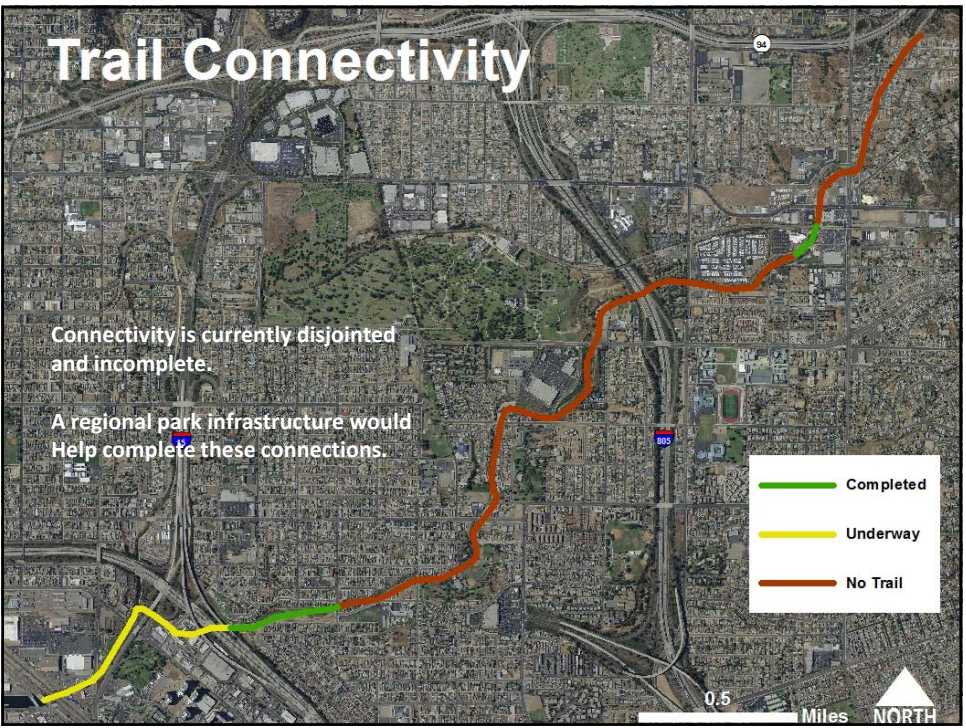 Trail Connectivity
94
Connectivity is currently disjointed
and incomplete.
A regional park infrastructure would
Help complete these connections.
15
805
Completed
Underway
No Trail
0.5
Miles
NORTH